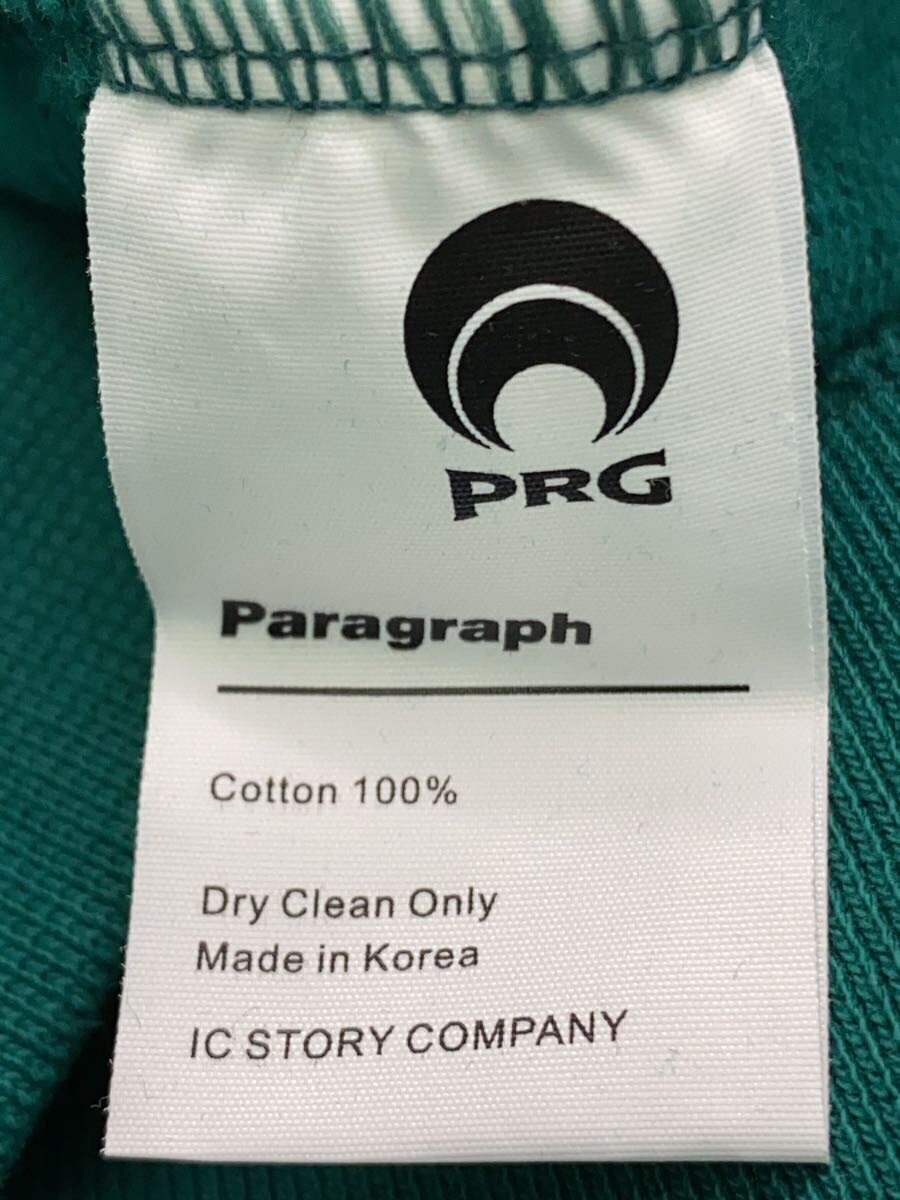 PRG
Paragraph
Cotton 100%
Dry Clean Only
Made in Korea
IC STORY COMPANY